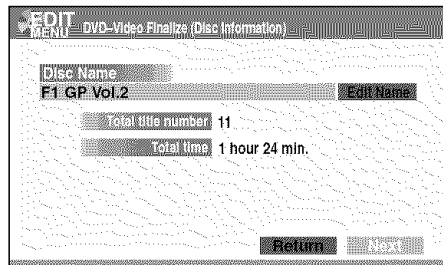 EDIT
MENU
DVD-Video Finalize (Disc Information)
Disc Name
F1 GP Vol.2
Edit Name
Total title number 11
Total time 1 hour 24 min.
Return
Next